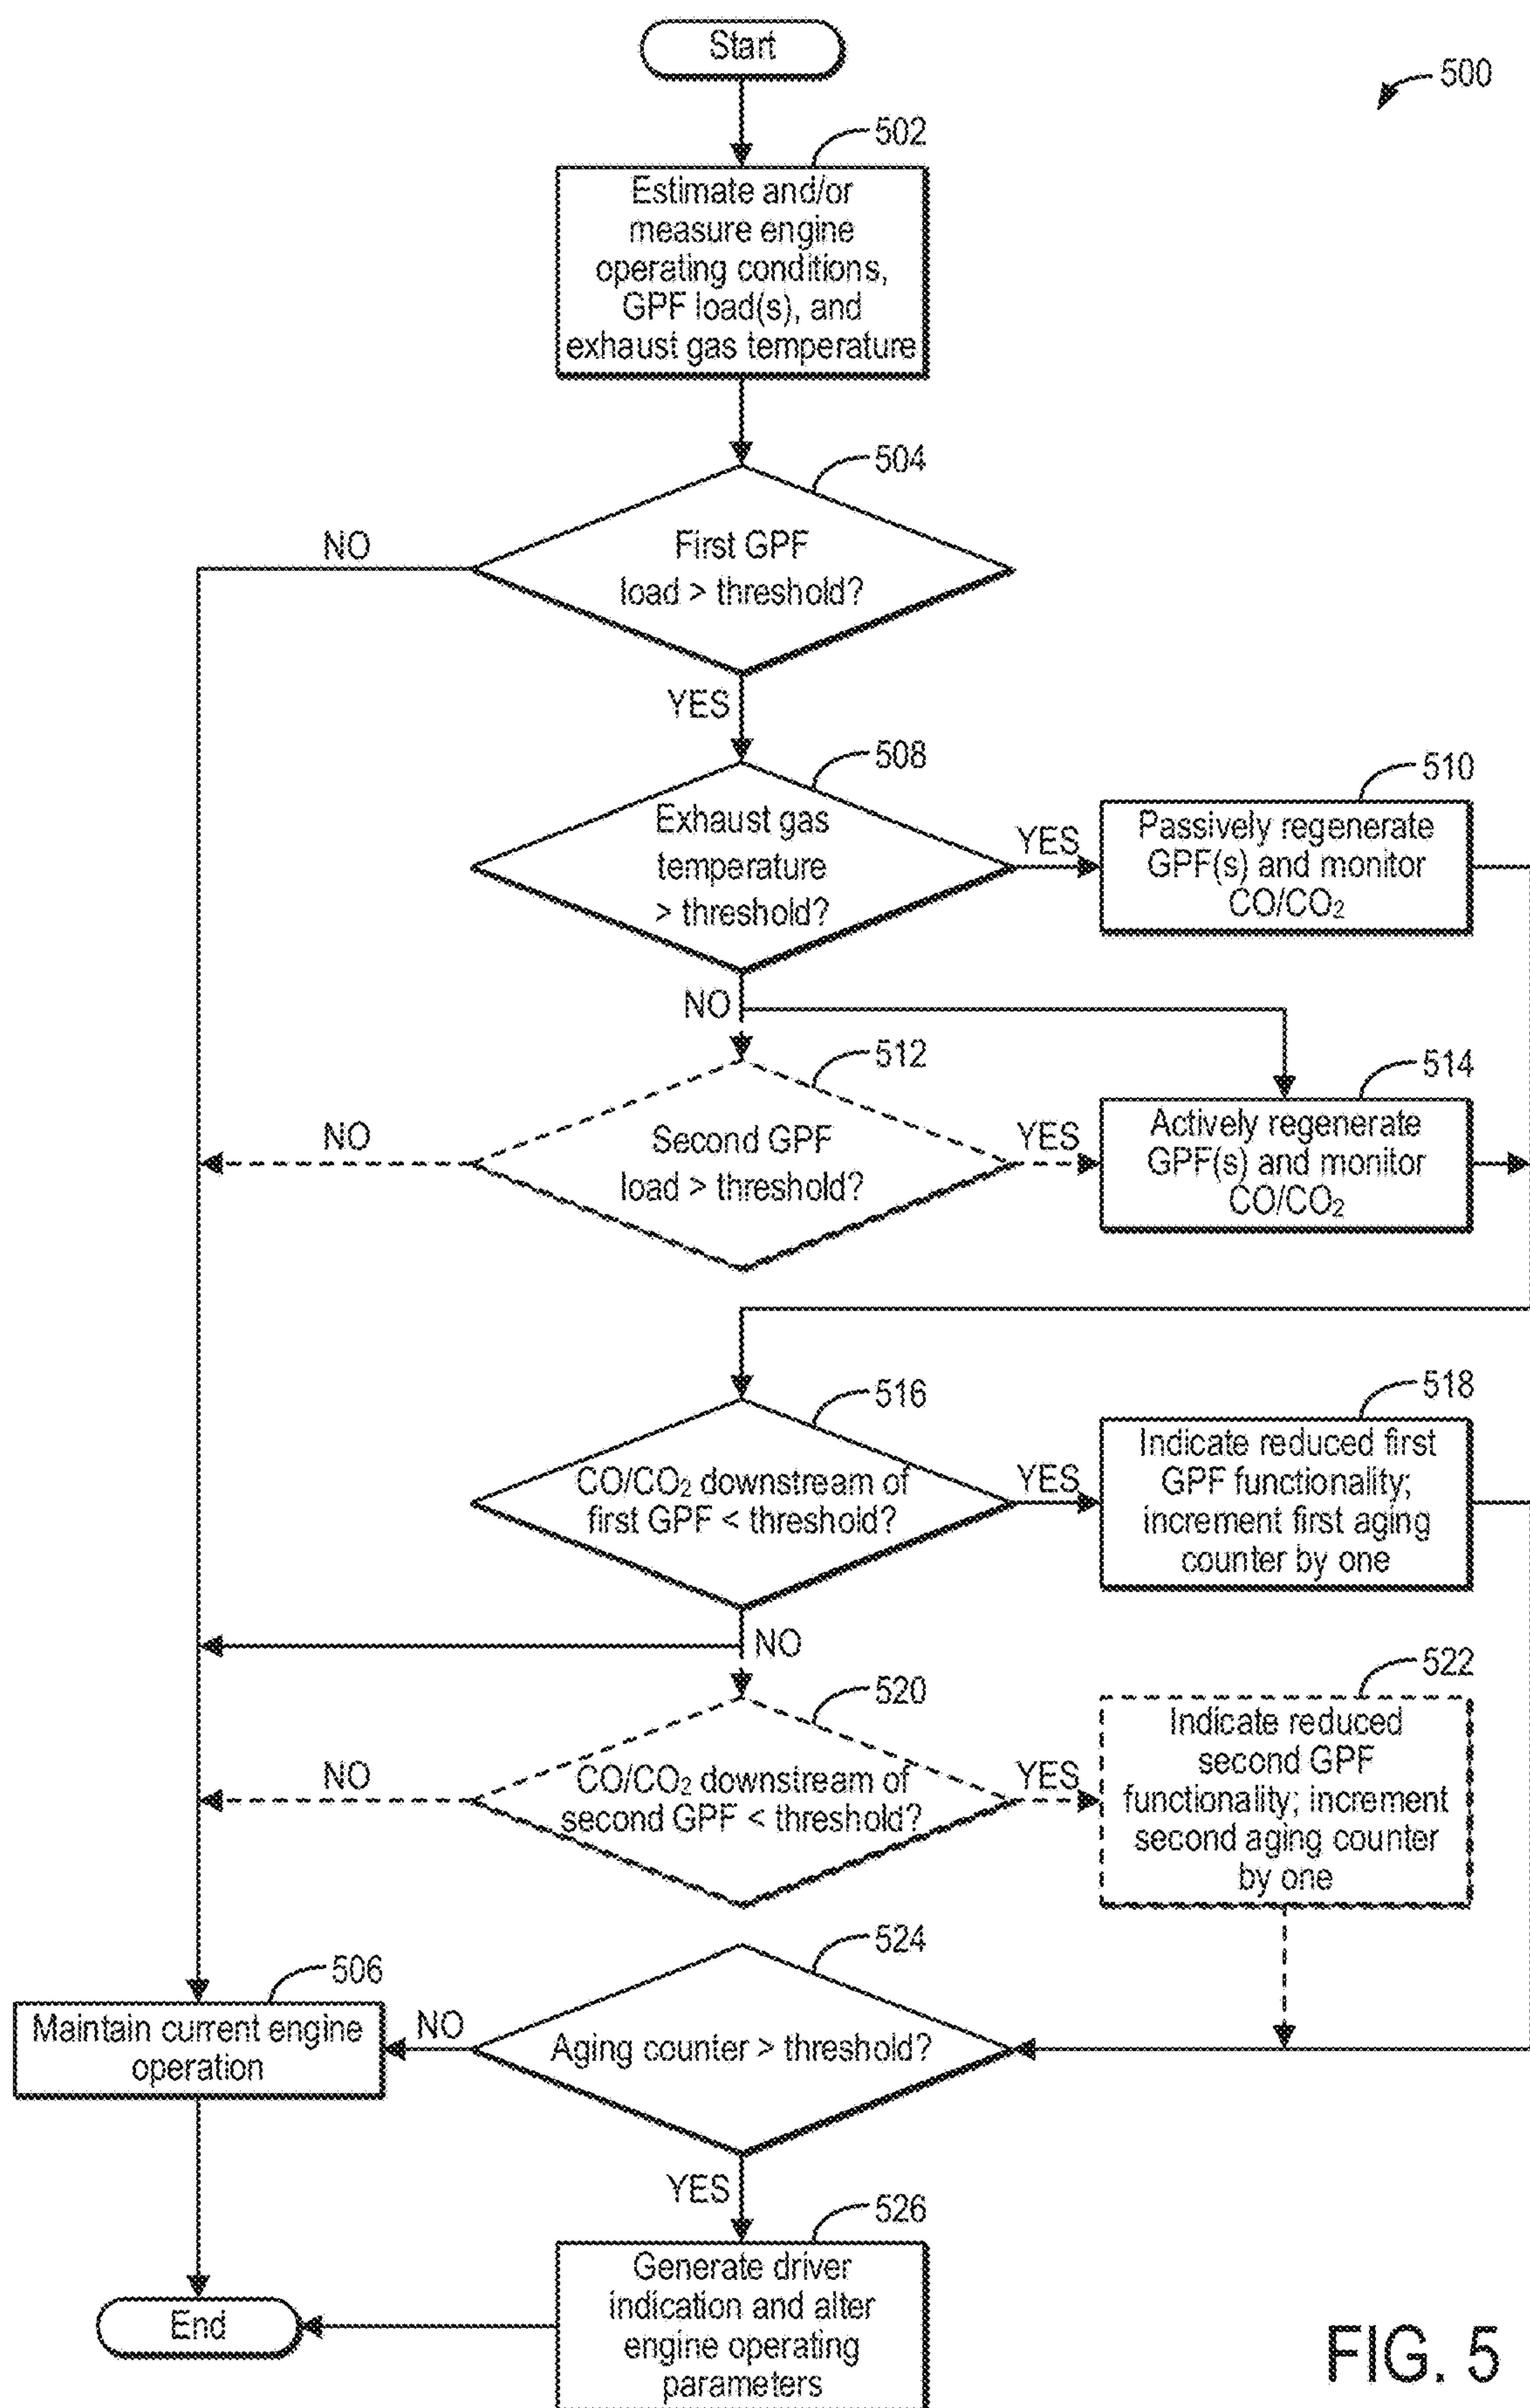 Start
500
502
Estimate and/or
measure engine
operating conditions,
GPF load(s), and
exhaust gas temperature
504
First GPF
load > threshold?
NO
YES
508
Exhaust gas
temperature
> threshold?
YES
510
Passively regenerate
GPF(s) and monitor
CO/CO₂
NO
512
Second GPF
load > threshold?
NO
YES
514
Actively regenerate
GPF(s) and monitor
CO/CO₂
516
CO/CO₂ downstream of
first GPF < threshold?
YES
518
Indicate reduced first
GPF functionality;
increment first aging
counter by one
NO
520
CO/CO₂ downstream of
second GPF < threshold?
NO
YES
522
Indicate reduced
second GPF
functionality; increment
second aging counter
by one
524
Aging counter > threshold?
NO
506
Maintain current engine
operation
YES
526
Generate driver
indication and alter
engine operating
parameters
End
FIG. 5